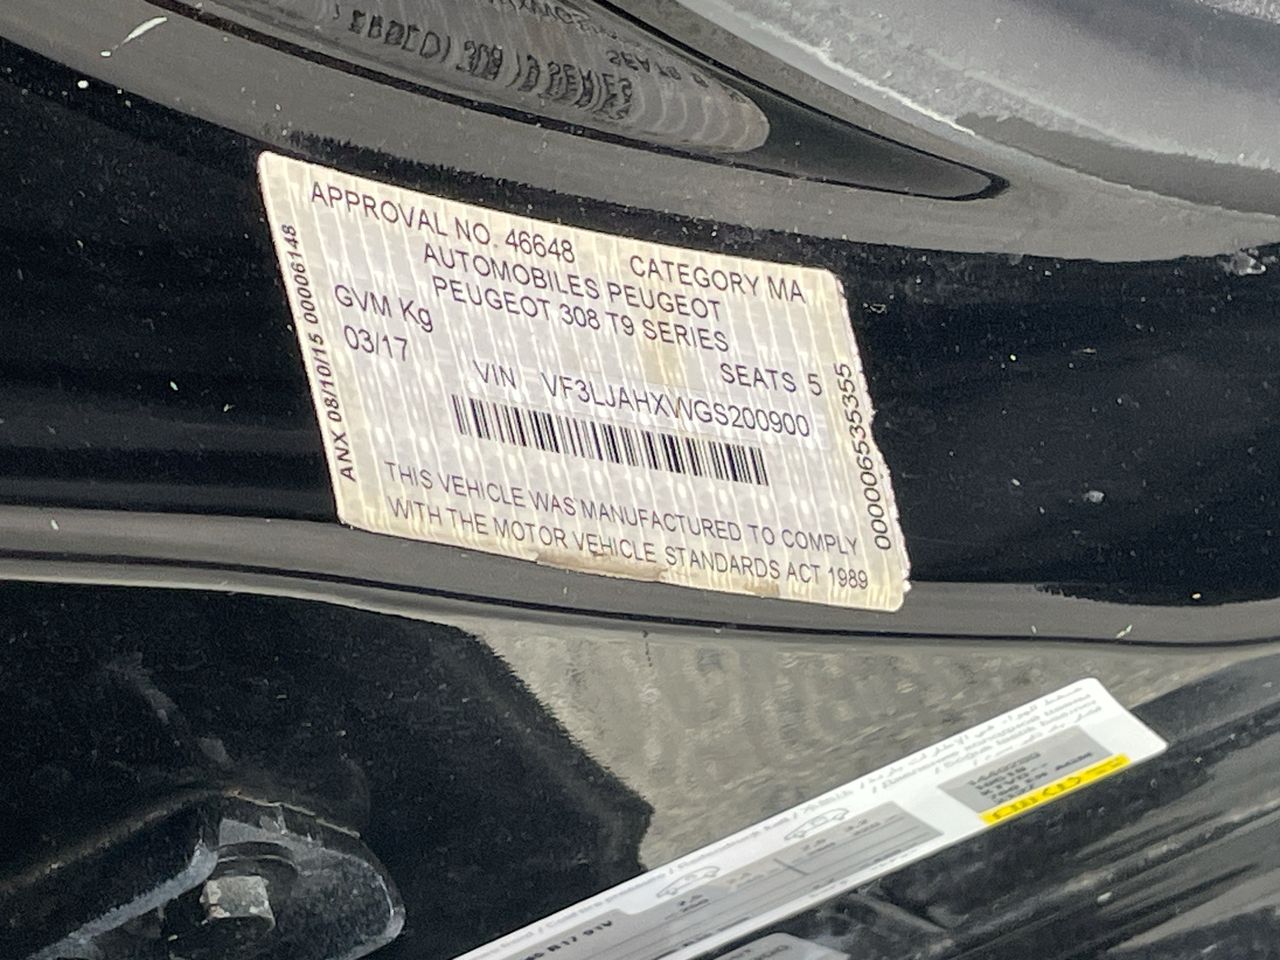 APPROVAL NO. 46648 CATEGORY MA
AUTOMOBILES PEUGEOT
PEUGEOT 308 T9 SERIES
GVM Kg
03/17
SEATS 5
VIN VF3LJAHXWGS200900
THIS VEHICLE WAS MANUFACTURED TO COMPLY
WITH THE MOTOR VEHICLE STANDARDS ACT 1989
ANX 08/10/15 00006148
000006535355
R17 91V